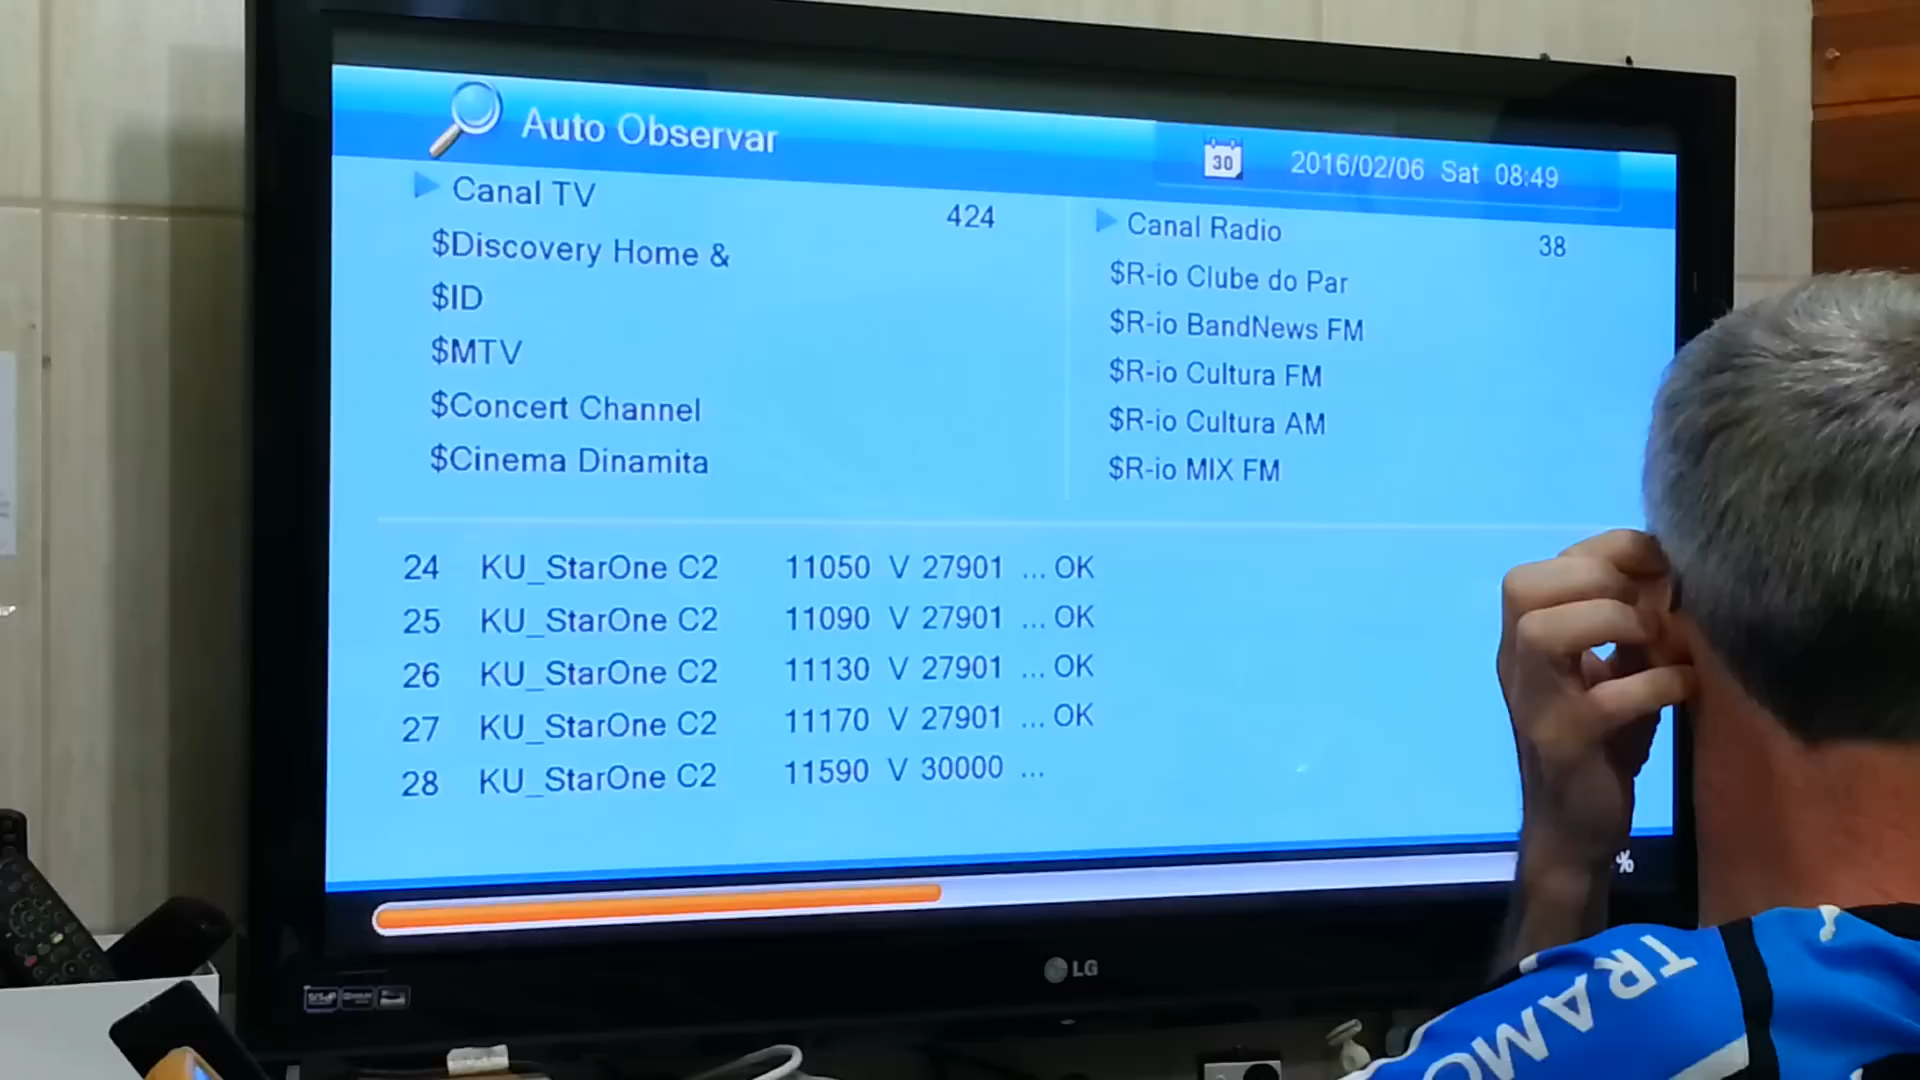 Auto Observar
30
2016/02/06 Sat 08:49
Canal TV
424
$Discovery Home &
$ID
$MTV
$Concert Channel
$Cinema Dinamita
Canal Radio
38
$R-io Clube do Par
$R-io BandNews FM
$R-io Cultura FM
$R-io Cultura AM
$R-io MIX FM
24 KU_StarOne C2 11050 V 27901 ... OK
25 KU_StarOne C2 11090 V 27901 ... OK
26 KU_StarOne C2 11130 V 27901 ... OK
27 KU_StarOne C2 11170 V 27901 ... OK
28 KU_StarOne C2 11590 V 30000 ...
%
LG
TRAMO